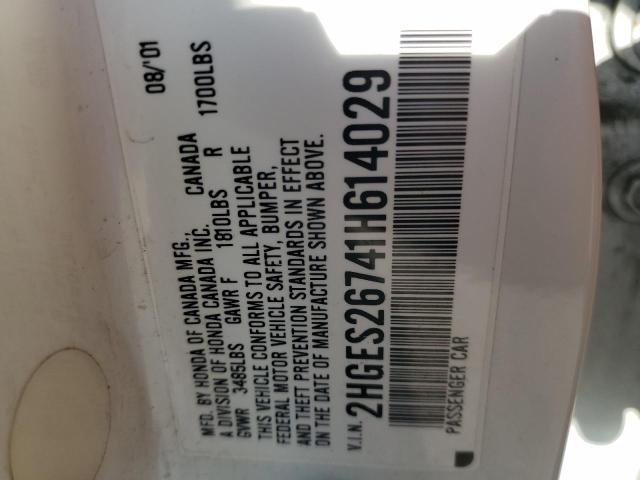 MFD. BY HONDA OF CANADA MFG., 08/'01
A DIVISION OF HONDA CANADA INC. CANADA
GVWR 3485LBS GAWR F 1810LBS R 1700LBS
THIS VEHICLE CONFORMS TO ALL APPLICABLE
FEDERAL MOTOR VEHICLE SAFETY, BUMPER,
AND THEFT PREVENTION STANDARDS IN EFFECT
ON THE DATE OF MANUFACTURE SHOWN ABOVE.
V.I.N. 2HGES26741H614029
PASSENGER CAR